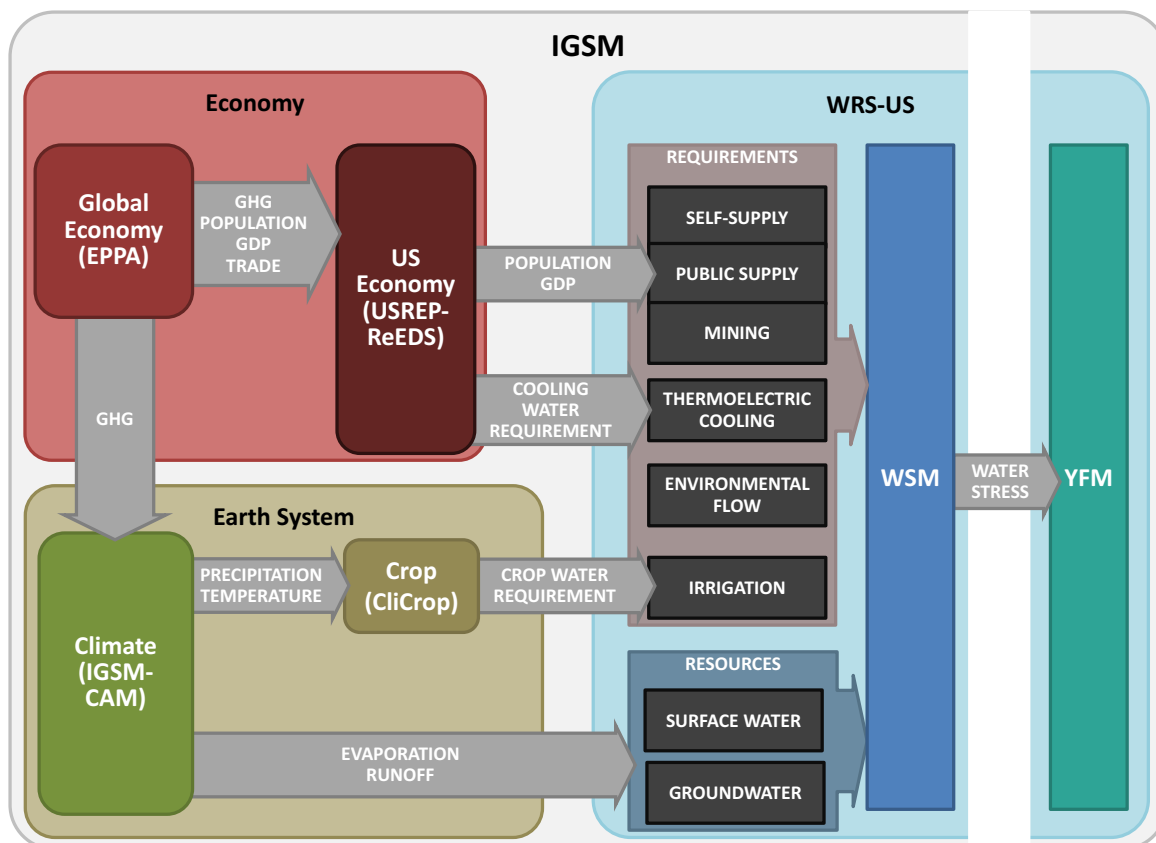 IGSM
Economy
Global
Economy
(EPPA)
GHG
POPULATION
GDP
TRADE
US
Economy
(USREP-
ReEDS)
POPULATION
GDP
COOLING
WATER
REQUIREMENT
GHG
Earth System
Climate
(IGSM-
CAM)
PRECIPITATION
TEMPERATURE
Crop
(CliCrop)
CROP WATER
REQUIREMENT
EVAPORATION
RUNOFF
WRS-US
REQUIREMENTS
SELF-SUPPLY
PUBLIC SUPPLY
MINING
THERMOELECTRIC
COOLING
ENVIRONMENTAL
FLOW
IRRIGATION
RESOURCES
SURFACE WATER
GROUNDWATER
WSM
WATER
STRESS
YFM